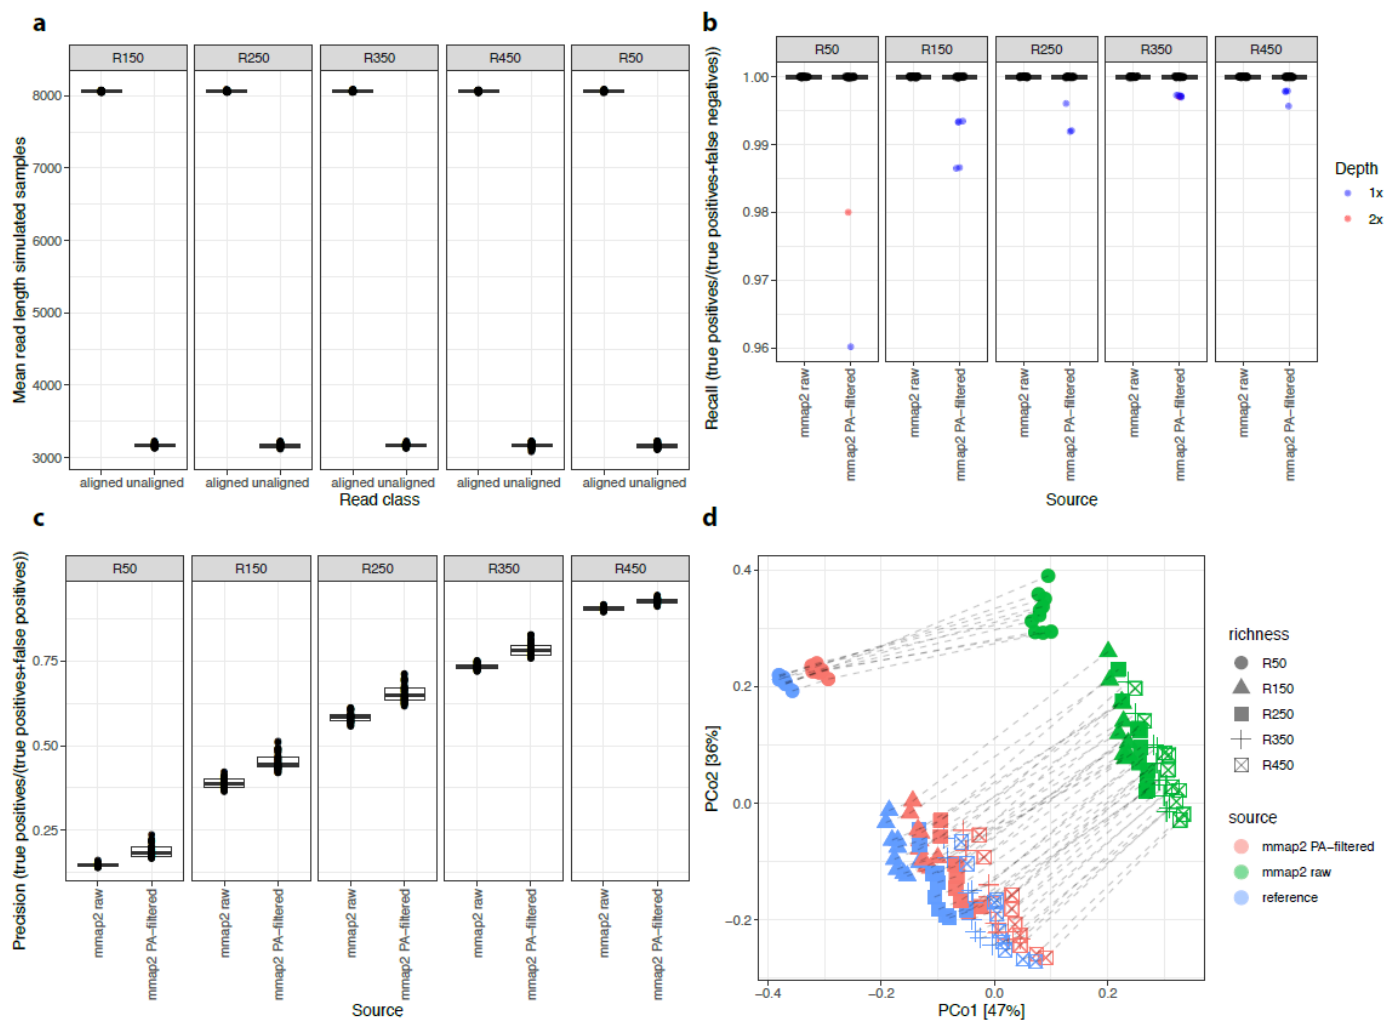 a
R150 R250 R350 R450 R50
Mean read length simulated samples
8000
7000
6000
5000
4000
3000
aligned unaligned aligned unaligned aligned unaligned aligned unaligned aligned unaligned
Read class
b
R50 R150 R250 R350 R450
Recall (true positives/(true positives+false negatives))
1.00
0.99
0.98
0.97
0.96
mmap2 raw mmap2 PA-filtered mmap2 raw mmap2 PA-filtered mmap2 raw mmap2 PA-filtered mmap2 raw mmap2 PA-filtered mmap2 raw mmap2 PA-filtered
Source
Depth
1x
2x
c
R50 R150 R250 R350 R450
Precision (true positives/(true positives+false positives))
0.75
0.50
0.25
mmap2 raw mmap2 PA-filtered mmap2 raw mmap2 PA-filtered mmap2 raw mmap2 PA-filtered mmap2 raw mmap2 PA-filtered mmap2 raw mmap2 PA-filtered
Source
d
PCo2 [36%]
0.4
0.2
0.0
−0.2
−0.4 −0.2 0.0 0.2
PCo1 [47%]
richness
R50
R150
R250
R350
R450
source
mmap2 PA-filtered
mmap2 raw
reference